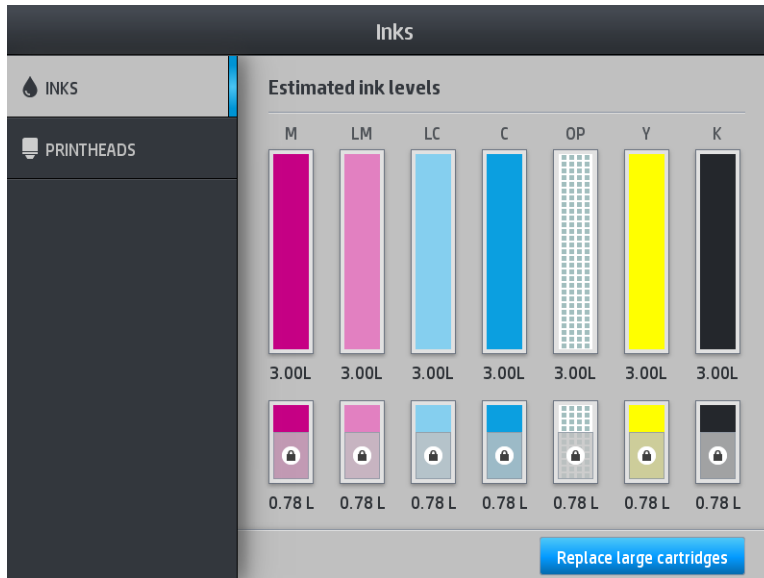 Inks
INKS
PRINTHEADS
Estimated ink levels
M LM LC C OP Y K
3.00L 3.00L 3.00L 3.00L 3.00L 3.00L 3.00L
0.78 L 0.78 L 0.78 L 0.78 L 0.78 L 0.78 L 0.78 L
Replace large cartridges